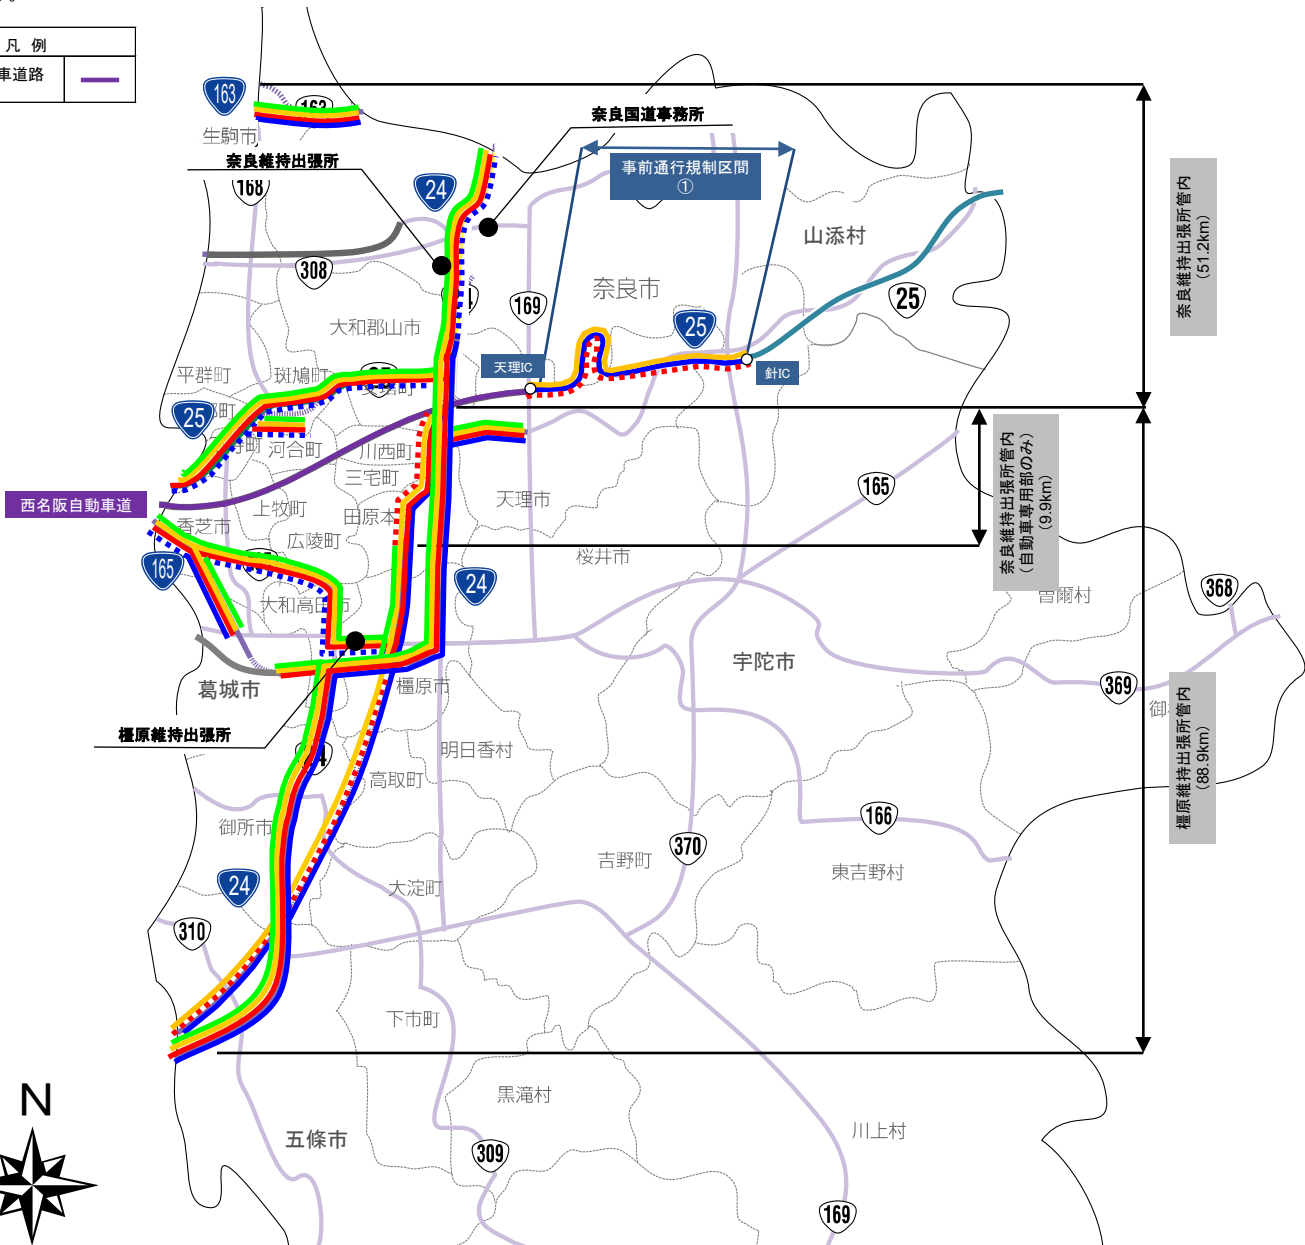 凡 例
車道路
163
163
生駒市
奈良国道事務所
奈良維持出張所
168
24
事前通行規制区間
①
山添村
奈良維持出張所管内
（51.2km）
308
奈良市
169
25
大和郡山市
25
天理IC
針IC
平群町
斑鳩町
25
河合町
川西町
三宅町
西名阪自動車道
上牧町
田原本
天理市
165
奈良維持出張所管内
（自動車専用部のみ）
（9.9km）
香芝市
広陵町
桜井市
165
24
大和高田市
曽爾村
368
宇陀市
369
葛城市
橿原市
御
橿原維持出張所管内
（88.9km）
橿原維持出張所
明日香村
高取町
御所市
166
370
吉野町
東吉野村
24
大淀町
310
下市町
N
黒滝村
五條市
川上村
309
169